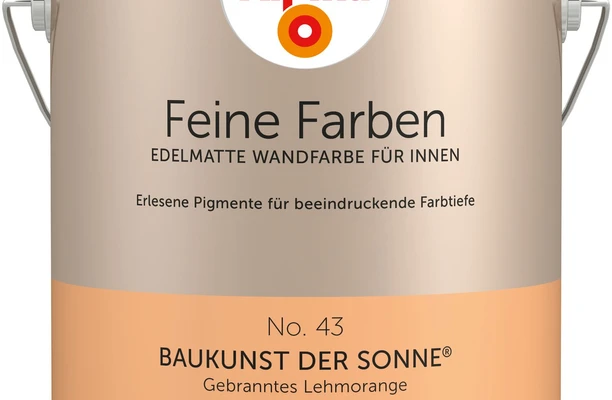 Feine Farben
EDELMATTE WANDFARBE FÜR INNEN
Erlesene Pigmente für beeindruckende Farbtiefe
No. 43
BAUKUNST DER SONNE®
Gebranntes Lehmorange